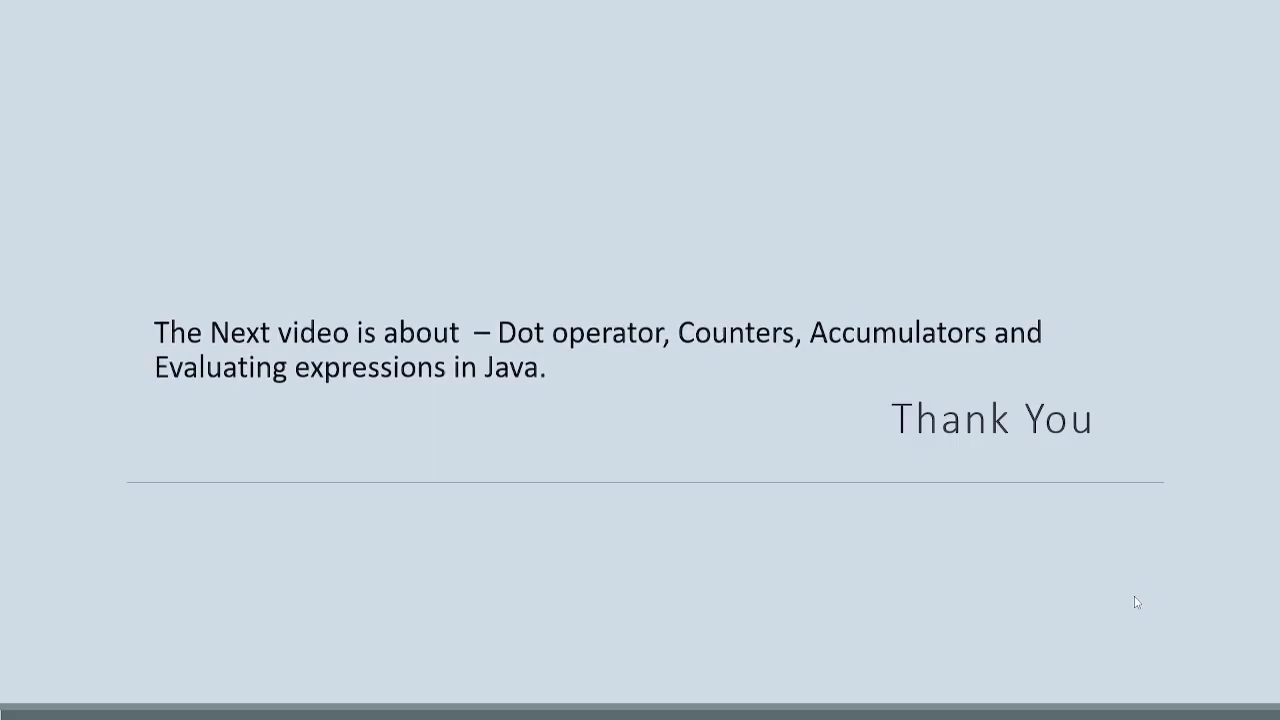 The Next video is about – Dot operator, Counters, Accumulators and
Evaluating expressions in Java.
Thank You